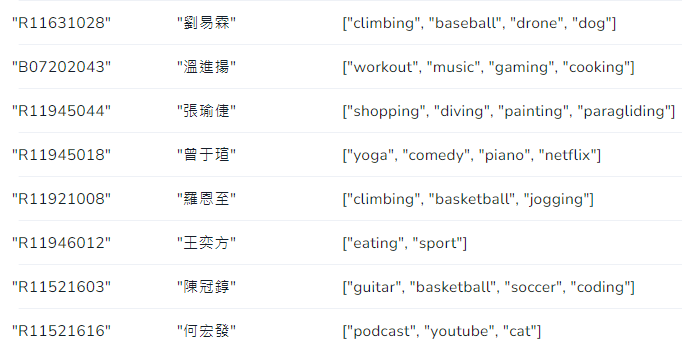 "R11631028" "劉易霖" ["climbing", "baseball", "drone", "dog"]
"B07202043" "溫進揚" ["workout", "music", "gaming", "cooking"]
"R11945044" "張瑜倢" ["shopping", "diving", "painting", "paragliding"]
"R11945018" "曾于瑄" ["yoga", "comedy", "piano", "netflix"]
"R11921008" "羅恩至" ["climbing", "basketball", "jogging"]
"R11946012" "王奕方" ["eating", "sport"]
"R11521603" "陳冠錞" ["guitar", "basketball", "soccer", "coding"]
"R11521616" "何宏發" ["podcast", "youtube", "cat"]